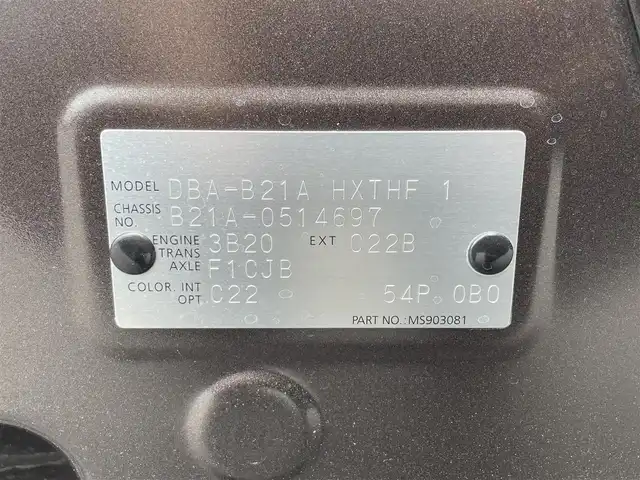 MODEL DBA-B21A HXTHF 1
CHASSIS NO. B21A-0514697
ENGINE 3B20 EXT C22B
TRANS AXLE F1CJB
COLOR. INT OPT. C22 54P 0B0
PART NO.: MS903081